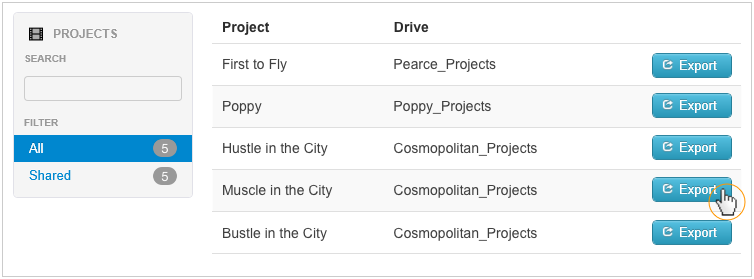 PROJECTS
SEARCH
FILTER
All 5
Shared 5
Project Drive
First to Fly Pearce_Projects Export
Poppy Poppy_Projects Export
Hustle in the City Cosmopolitan_Projects Export
Muscle in the City Cosmopolitan_Projects Export
Bustle in the City Cosmopolitan_Projects Export